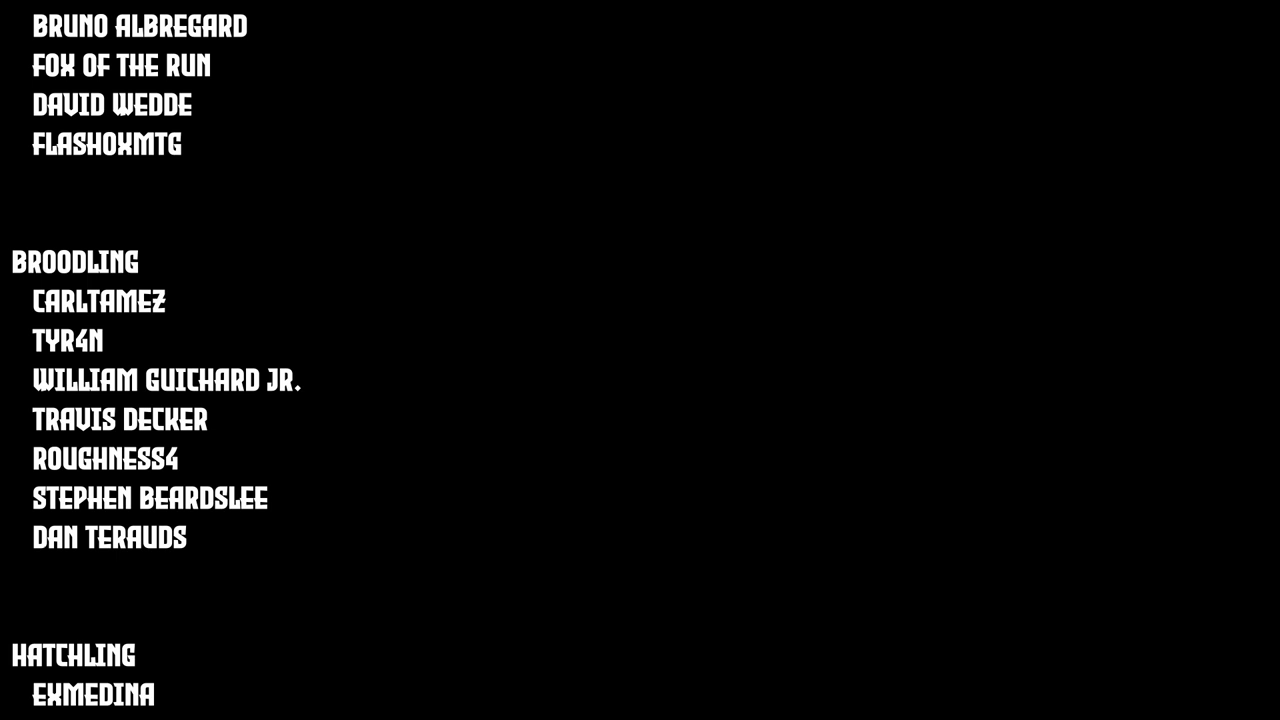 BRUNO ALBREGARD
FOX OF THE RUN
DAVID WEDDE
FLASHOXMTG
BROODLING
CARLTAMEZ
TYR4N
WILLIAM GUICHARD JR.
TRAVIS DECKER
ROUGHNESS4
STEPHEN BEARDSLEE
DAN TERAUDS
HATCHLING
EXMEDINA